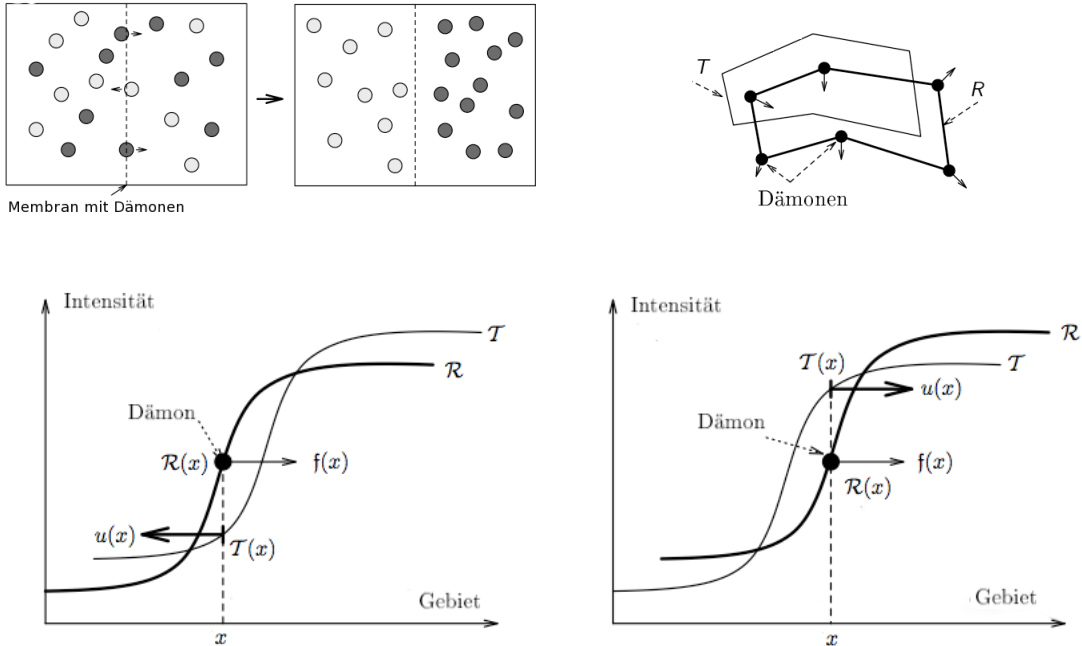 Membran mit Dämonen
T
R
Dämonen
Intensität
𝒯
ℛ
Dämon
ℛ(x)
f(x)
u(x)
𝒯(x)
Gebiet
x
Intensität
ℛ
𝒯(x)
𝒯
u(x)
Dämon
f(x)
ℛ(x)
Gebiet
x